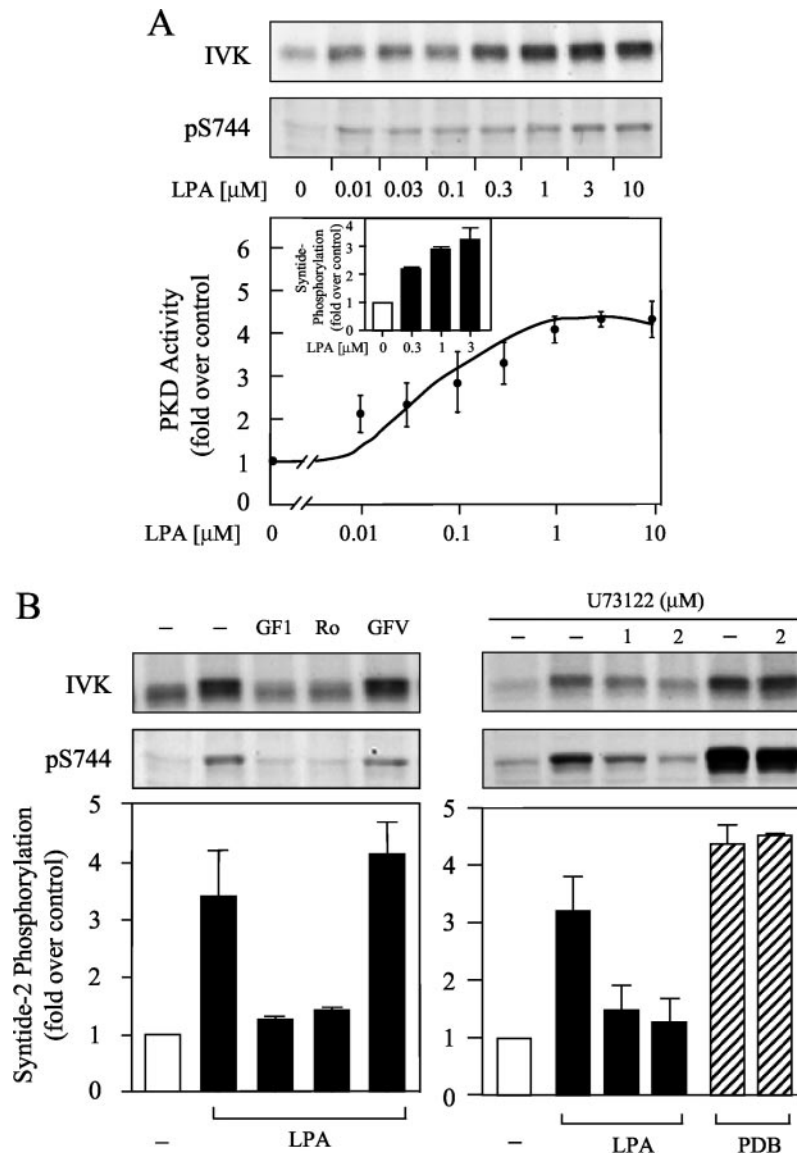 A
IVK
pS744
LPA [μM] 0 0.01 0.03 0.1 0.3 1 3 10
PKD Activity
(fold over control)
6
5
4
3
2
1
0
Syntide-
Phosphorylation
(fold over control)
4
3
2
1
0
LPA [μM] 0 0.3 1 3
LPA [μM] 0 0.01 0.1 1 10
B
– – GF1 Ro GFV
IVK
pS744
Syntide-2 Phosphorylation
(fold over control)
5
4
3
2
1
0
– LPA
U73122 (μM)
– – 1 2 – 2
5
4
3
2
1
0
– LPA PDB